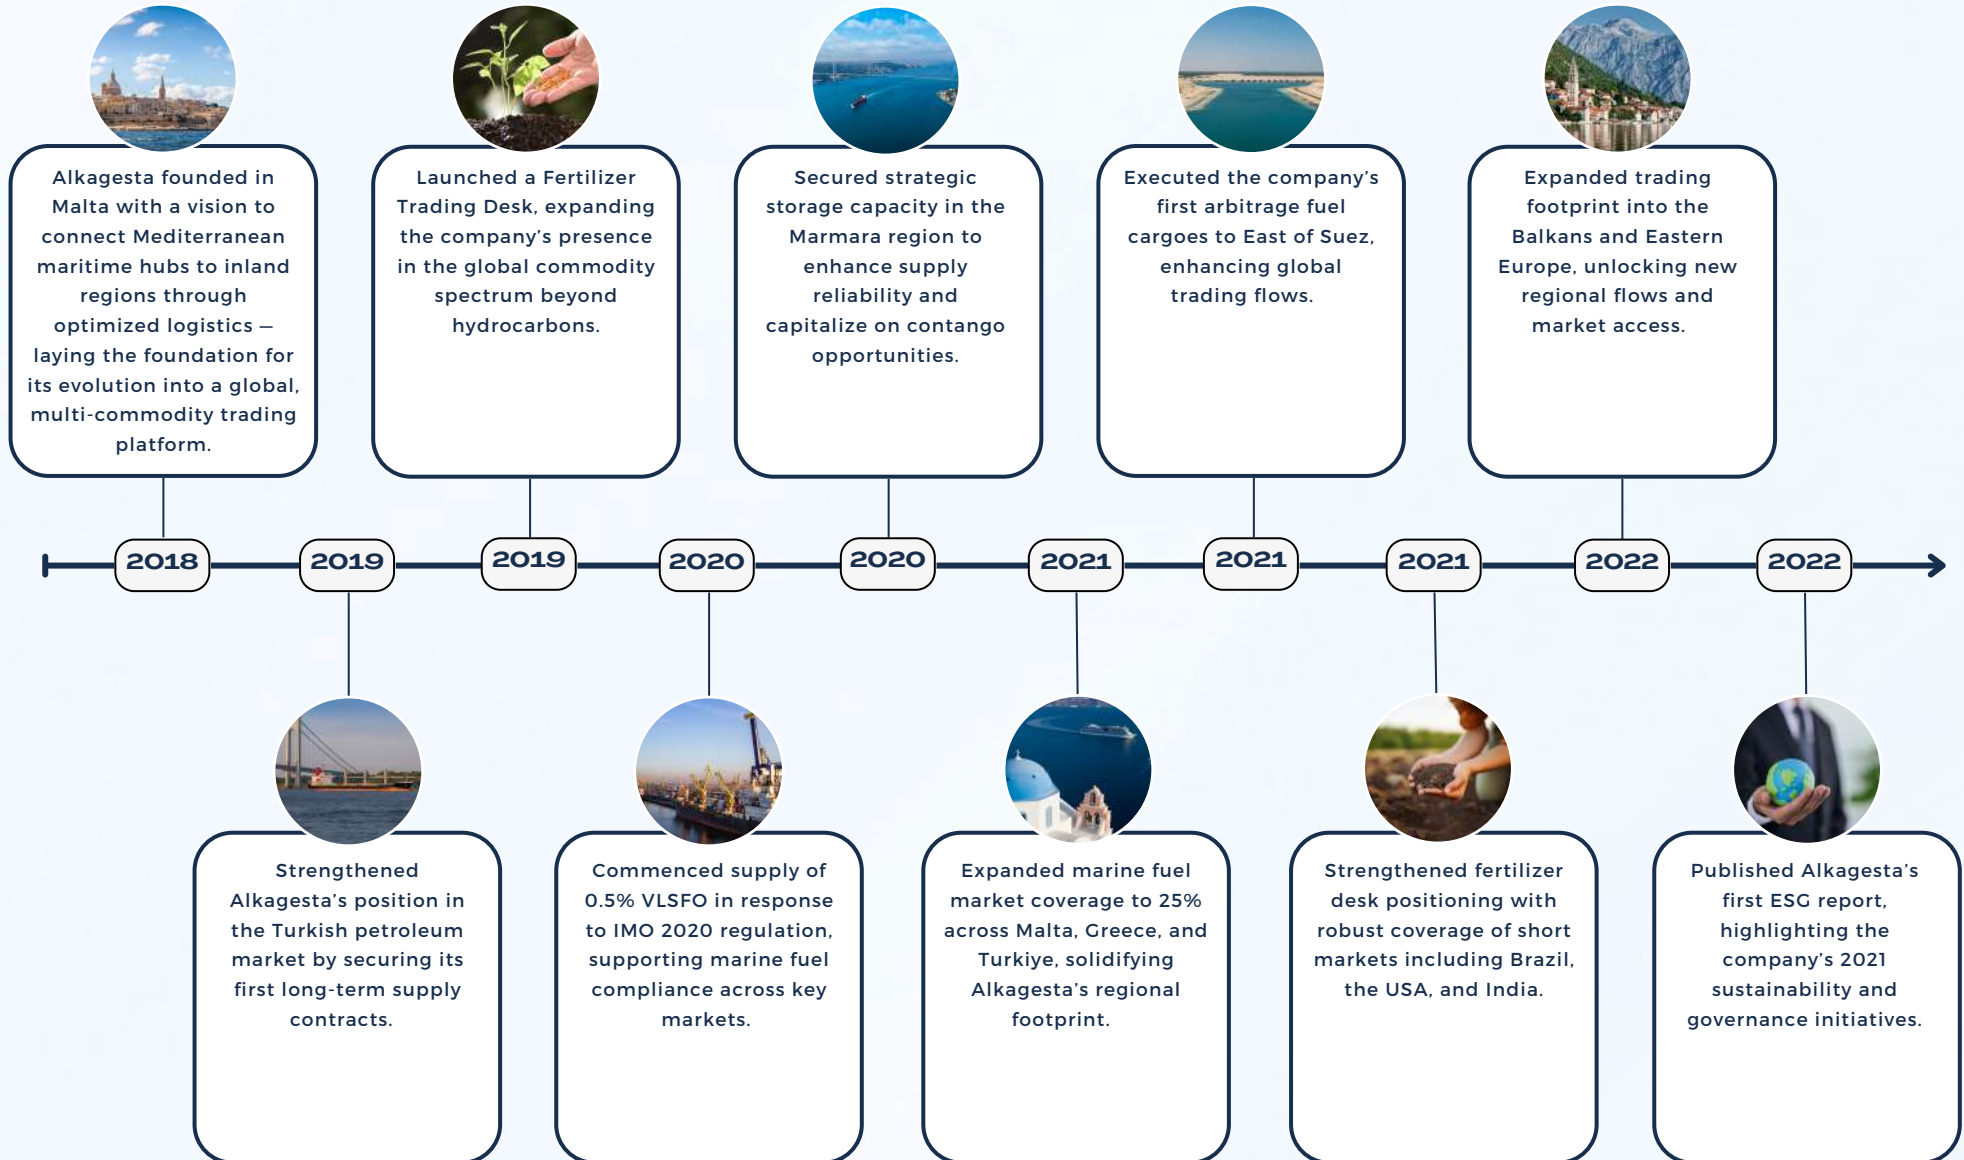 Alkagesta founded in
Malta with a vision to
connect Mediterranean
maritime hubs to inland
regions through
optimized logistics —
laying the foundation for
its evolution into a global,
multi-commodity trading
platform.
Launched a Fertilizer
Trading Desk, expanding
the company’s presence
in the global commodity
spectrum beyond
hydrocarbons.
Secured strategic
storage capacity in the
Marmara region to
enhance supply
reliability and
capitalize on contango
opportunities.
Executed the company’s
first arbitrage fuel
cargoes to East of Suez,
enhancing global
trading flows.
Expanded trading
footprint into the
Balkans and Eastern
Europe, unlocking new
regional flows and
market access.
2018
2019
2019
2020
2020
2021
2021
2021
2022
2022
Strengthened
Alkagesta’s position in
the Turkish petroleum
market by securing its
first long-term supply
contracts.
Commenced supply of
0.5% VLSFO in response
to IMO 2020 regulation,
supporting marine fuel
compliance across key
markets.
Expanded marine fuel
market coverage to 25%
across Malta, Greece, and
Turkiye, solidifying
Alkagesta’s regional
footprint.
Strengthened fertilizer
desk positioning with
robust coverage of short
markets including Brazil,
the USA, and India.
Published Alkagesta’s
first ESG report,
highlighting the
company’s 2021
sustainability and
governance initiatives.